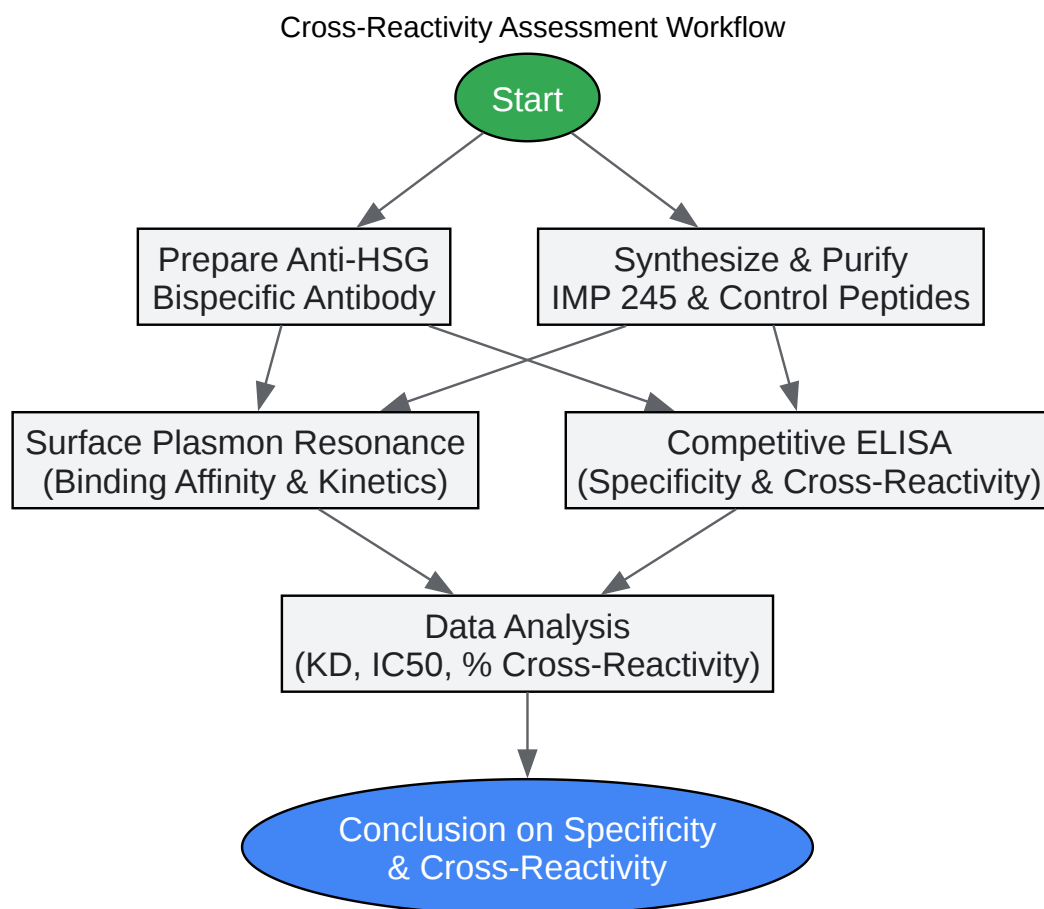 Cross-Reactivity Assessment Workflow
Start
Prepare Anti-HSG
Bispecific Antibody
Synthesize & Purify
IMP 245 & Control Peptides
Surface Plasmon Resonance
(Binding Affinity & Kinetics)
Competitive ELISA
(Specificity & Cross-Reactivity)
Data Analysis
(KD, IC50, % Cross-Reactivity)
Conclusion on Specificity
& Cross-Reactivity